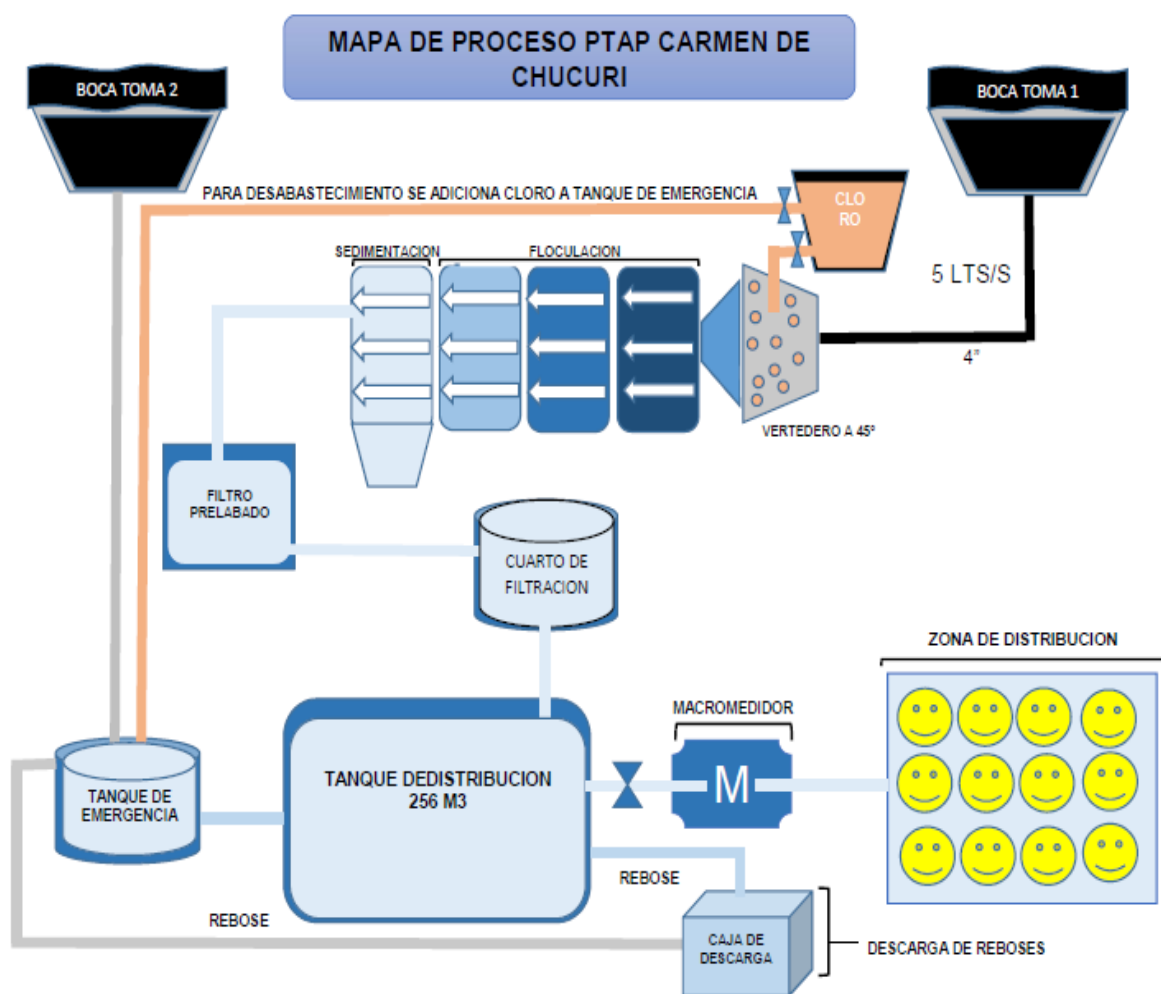 MAPA DE PROCESO PTAP CARMEN DE
CHUCURI
BOCA TOMA 2
BOCA TOMA 1
PARA DESABASTECIMIENTO SE ADICIONA CLORO A TANQUE DE EMERGENCIA
CLO
RO
SEDIMENTACION
FLOCULACION
5 LTS/S
4"
VERTEDERO A 45º
FILTRO
PRELABADO
CUARTO DE
FILTRACION
ZONA DE DISTRIBUCION
MACROMEDIDOR
TANQUE DEDISTRIBUCION
256 M3
M
TANQUE DE
EMERGENCIA
REBOSE
REBOSE
CAJA DE
DESCARGA
DESCARGA DE REBOSES